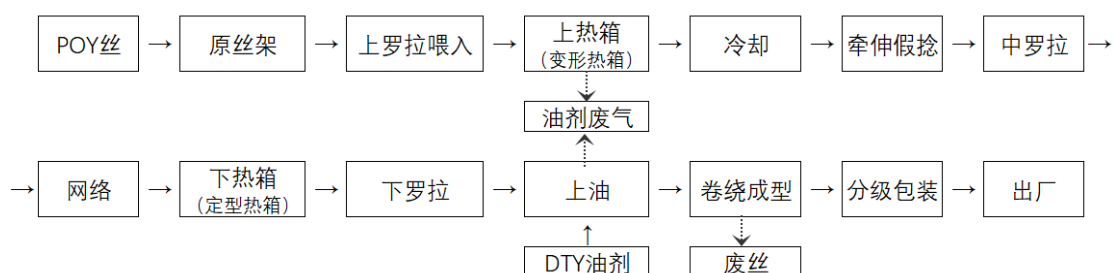 POY丝 → 原丝架 → 上罗拉喂入 → 上热箱 → 冷却 → 牵伸假捻 → 中罗拉 →
（变形热箱）
油剂废气
→ 网络 → 下热箱 → 下罗拉 → 上油 → 卷绕成型 → 分级包装 → 出厂
（定型热箱）
DTY油剂 废丝